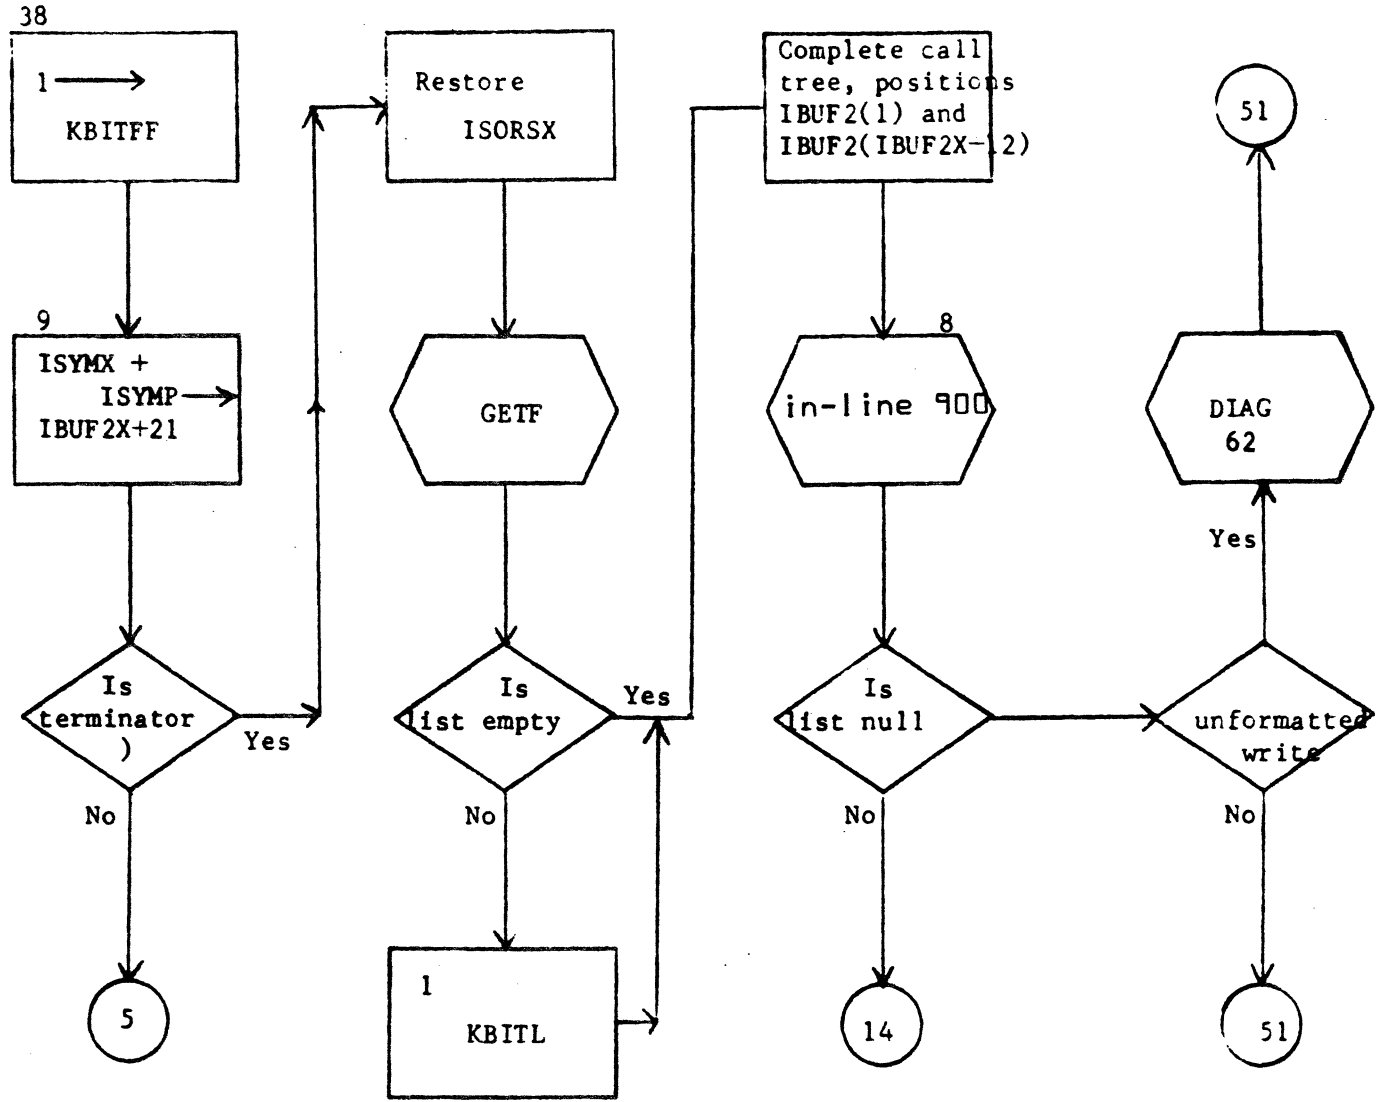 38
1
KBITFF
9
ISYMX +
ISYMP
IBUF2X+21
Is
terminator
)
Yes
No
5
Restore
ISORSX
GETF
Is
list empty
Yes
No
1
KBITL
Complete call
tree, positions
IBUF2(1) and
IBUF2(IBUF2X-12)
8
in-line 900
Is
list null
No
14
51
DIAG
62
Yes
unformatted
write
No
51